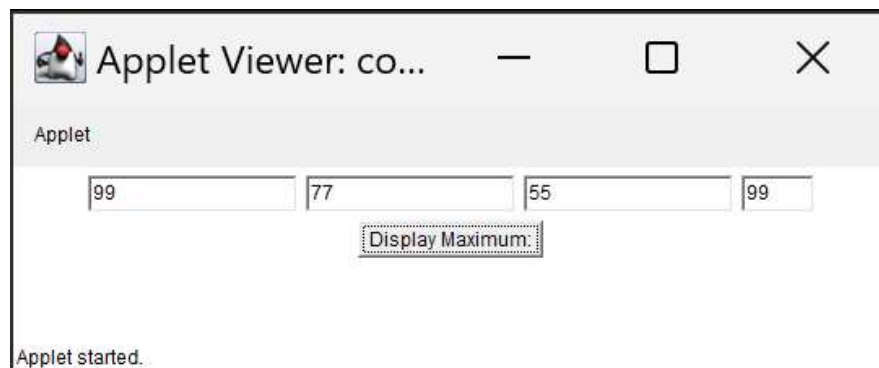 Applet Viewer: co...
Applet
99 77 55 99
Display Maximum:
Applet started.